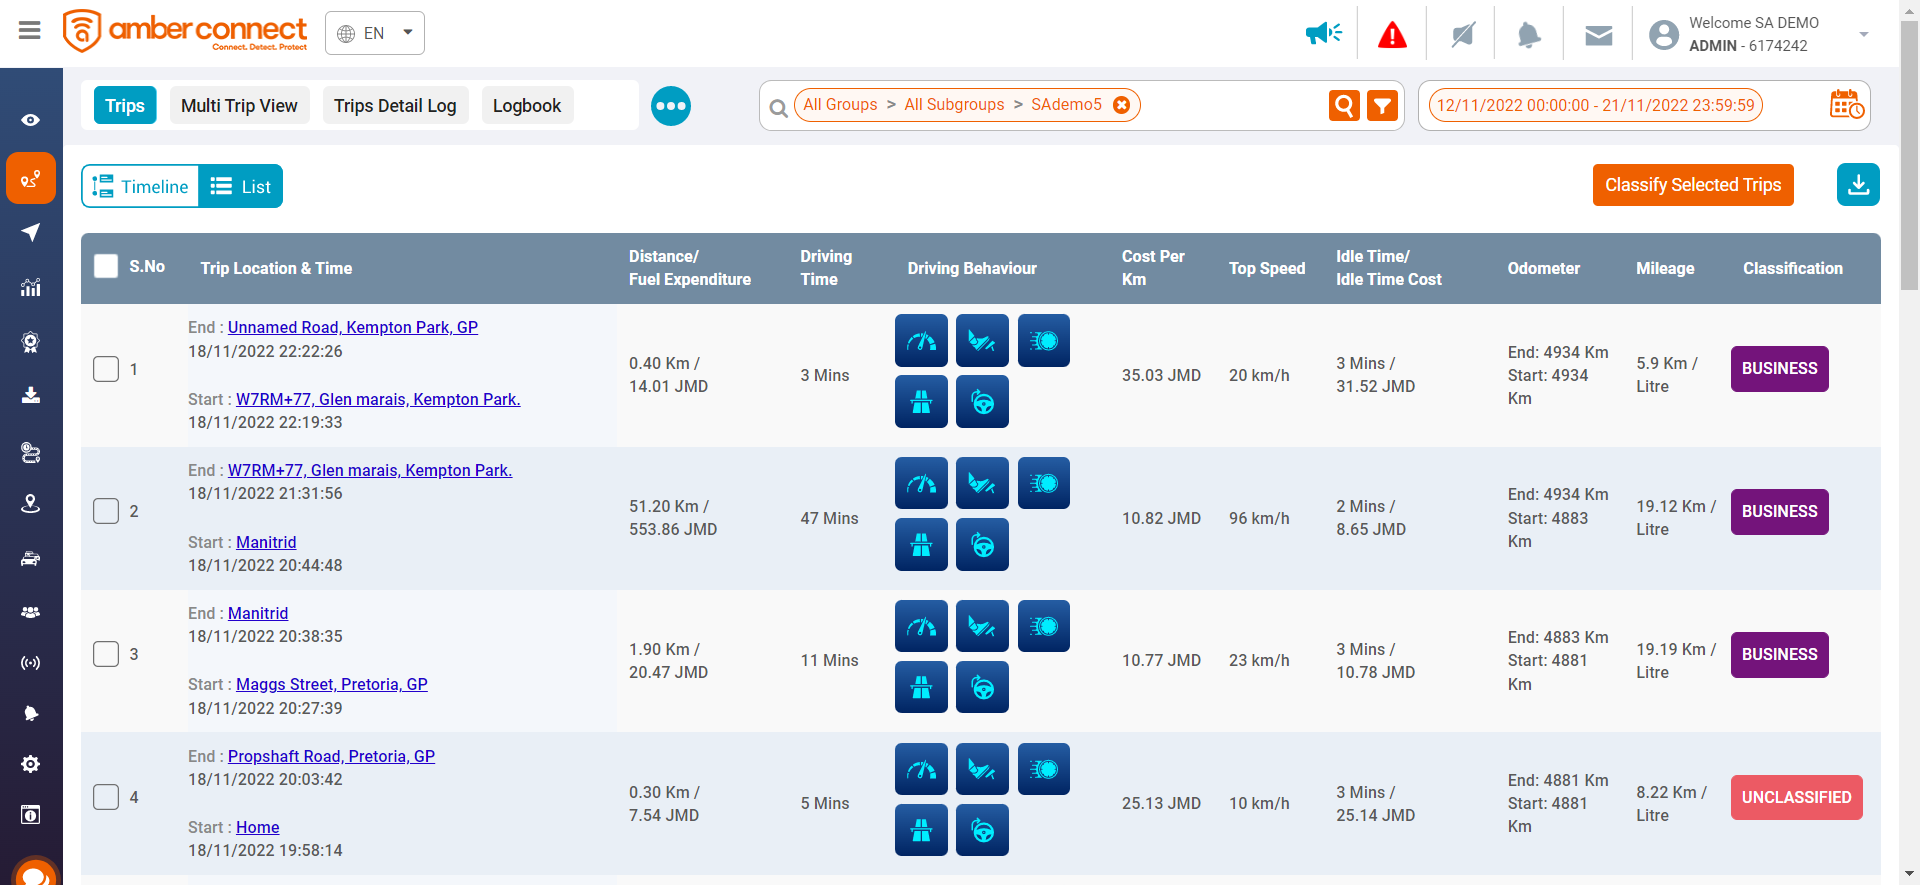 amber connect
Connect. Detect. Protect
EN
Welcome SA DEMO
ADMIN - 6174242
Trips
Multi Trip View
Trips Detail Log
Logbook
All Groups > All Subgroups > SAdemo5
12/11/2022 00:00:00 - 21/11/2022 23:59:59
Timeline
List
Classify Selected Trips
S.No
Trip Location & Time
Distance/
Fuel Expenditure
Driving
Time
Driving Behaviour
Cost Per
Km
Top Speed
Idle Time/
Idle Time Cost
Odometer
Mileage
Classification
1
End : Unnamed Road, Kempton Park, GP
18/11/2022 22:22:26
Start : W7RM+77, Glen marais, Kempton Park.
18/11/2022 22:19:33
0.40 Km /
14.01 JMD
3 Mins
35.03 JMD
20 km/h
3 Mins /
31.52 JMD
End: 4934 Km
Start: 4934
Km
5.9 Km /
Litre
BUSINESS
2
End : W7RM+77, Glen marais, Kempton Park.
18/11/2022 21:31:56
Start : Manitrid
18/11/2022 20:44:48
51.20 Km /
553.86 JMD
47 Mins
10.82 JMD
96 km/h
2 Mins /
8.65 JMD
End: 4934 Km
Start: 4883
Km
19.12 Km /
Litre
BUSINESS
3
End : Manitrid
18/11/2022 20:38:35
Start : Maggs Street, Pretoria, GP
18/11/2022 20:27:39
1.90 Km /
20.47 JMD
11 Mins
10.77 JMD
23 km/h
3 Mins /
10.78 JMD
End: 4883 Km
Start: 4881
Km
19.19 Km /
Litre
BUSINESS
4
End : Propshaft Road, Pretoria, GP
18/11/2022 20:03:42
Start : Home
18/11/2022 19:58:14
0.30 Km /
7.54 JMD
5 Mins
25.13 JMD
10 km/h
3 Mins /
25.14 JMD
End: 4881 Km
Start: 4881
Km
8.22 Km /
Litre
UNCLASSIFIED